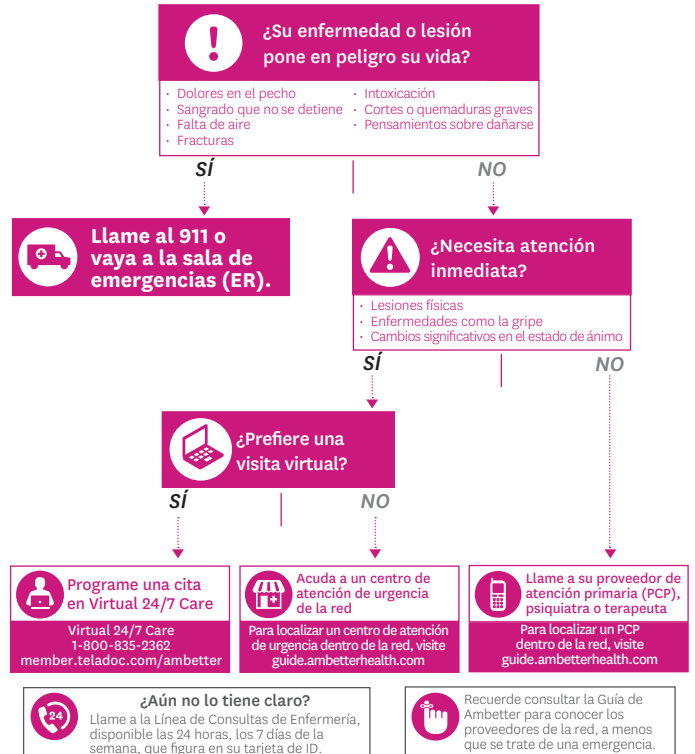 ¿Su enfermedad o lesión
pone en peligro su vida?
· Dolores en el pecho
· Sangrado que no se detiene
· Falta de aire
· Fracturas
· Intoxicación
· Cortes o quemaduras graves
· Pensamientos sobre dañarse
SÍ
NO
Llame al 911 o
vaya a la sala de
emergencias (ER).
¿Necesita atención
inmediata?
· Lesiones físicas
· Enfermedades como la gripe
· Cambios significativos en el estado de ánimo
SÍ
NO
¿Prefiere una
visita virtual?
SÍ
NO
Programe una cita
en Virtual 24/7 Care
Virtual 24/7 Care
1-800-835-2362
member.teladoc.com/ambetter
Acuda a un centro de
atención de urgencia
de la red
Para localizar un centro de atención
de urgencia dentro de la red, visite
guide.ambetterhealth.com
Llame a su proveedor de
atención primaria (PCP),
psiquiatra o terapeuta
Para localizar un PCP
dentro de la red, visite
guide.ambetterhealth.com
24
¿Aún no lo tiene claro?
Llame a la Línea de Consultas de Enfermería,
disponible las 24 horas, los 7 días de la
semana, que figura en su tarjeta de ID.
Recuerde consultar la Guía de
Ambetter para conocer los
proveedores de la red, a menos
que se trate de una emergencia.